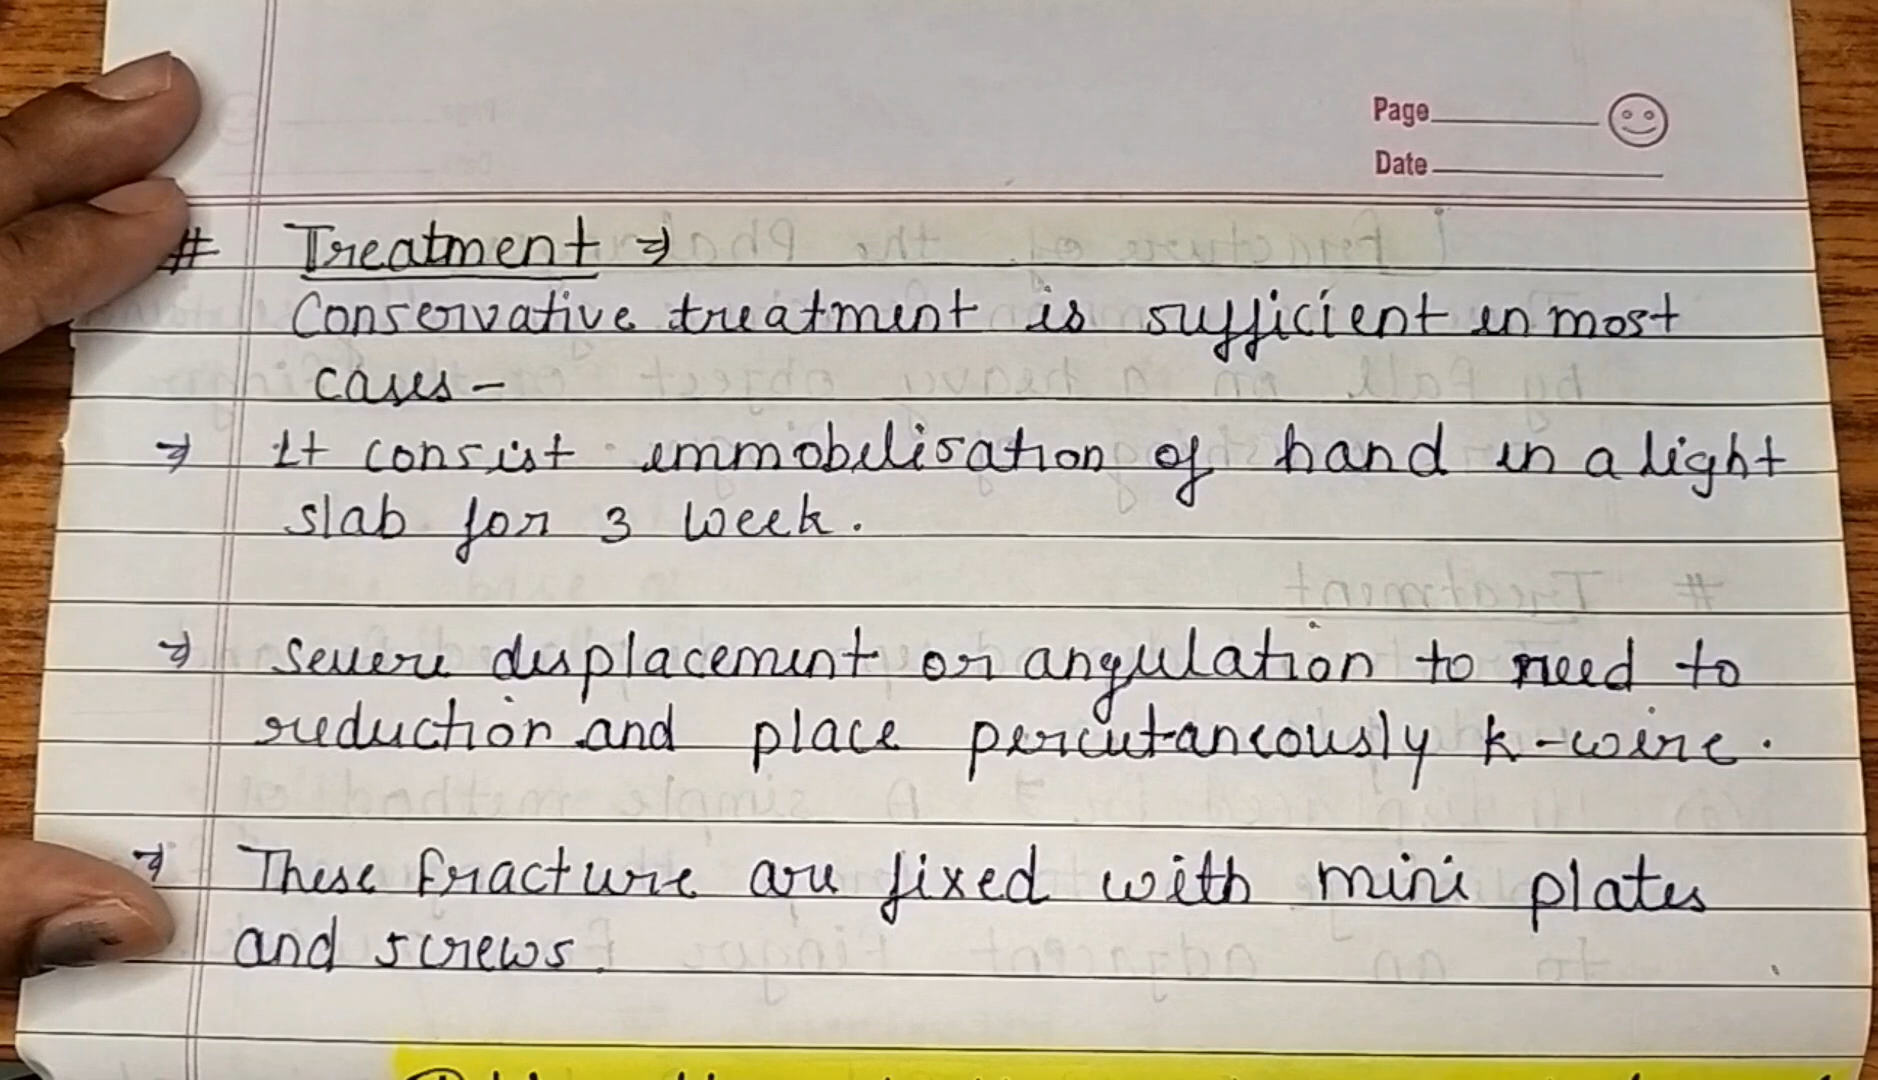 Page
Date
# Treatment ⇒
Conservative treatment is sufficient in most
cases -
⇒ It consist immobilisation of hand in a light
slab for 3 week.
⇒ Severe displacement or angulation to need to
reduction and place percutaneously k-wire.
⇒ These fracture are fixed with mini plates
and screws.